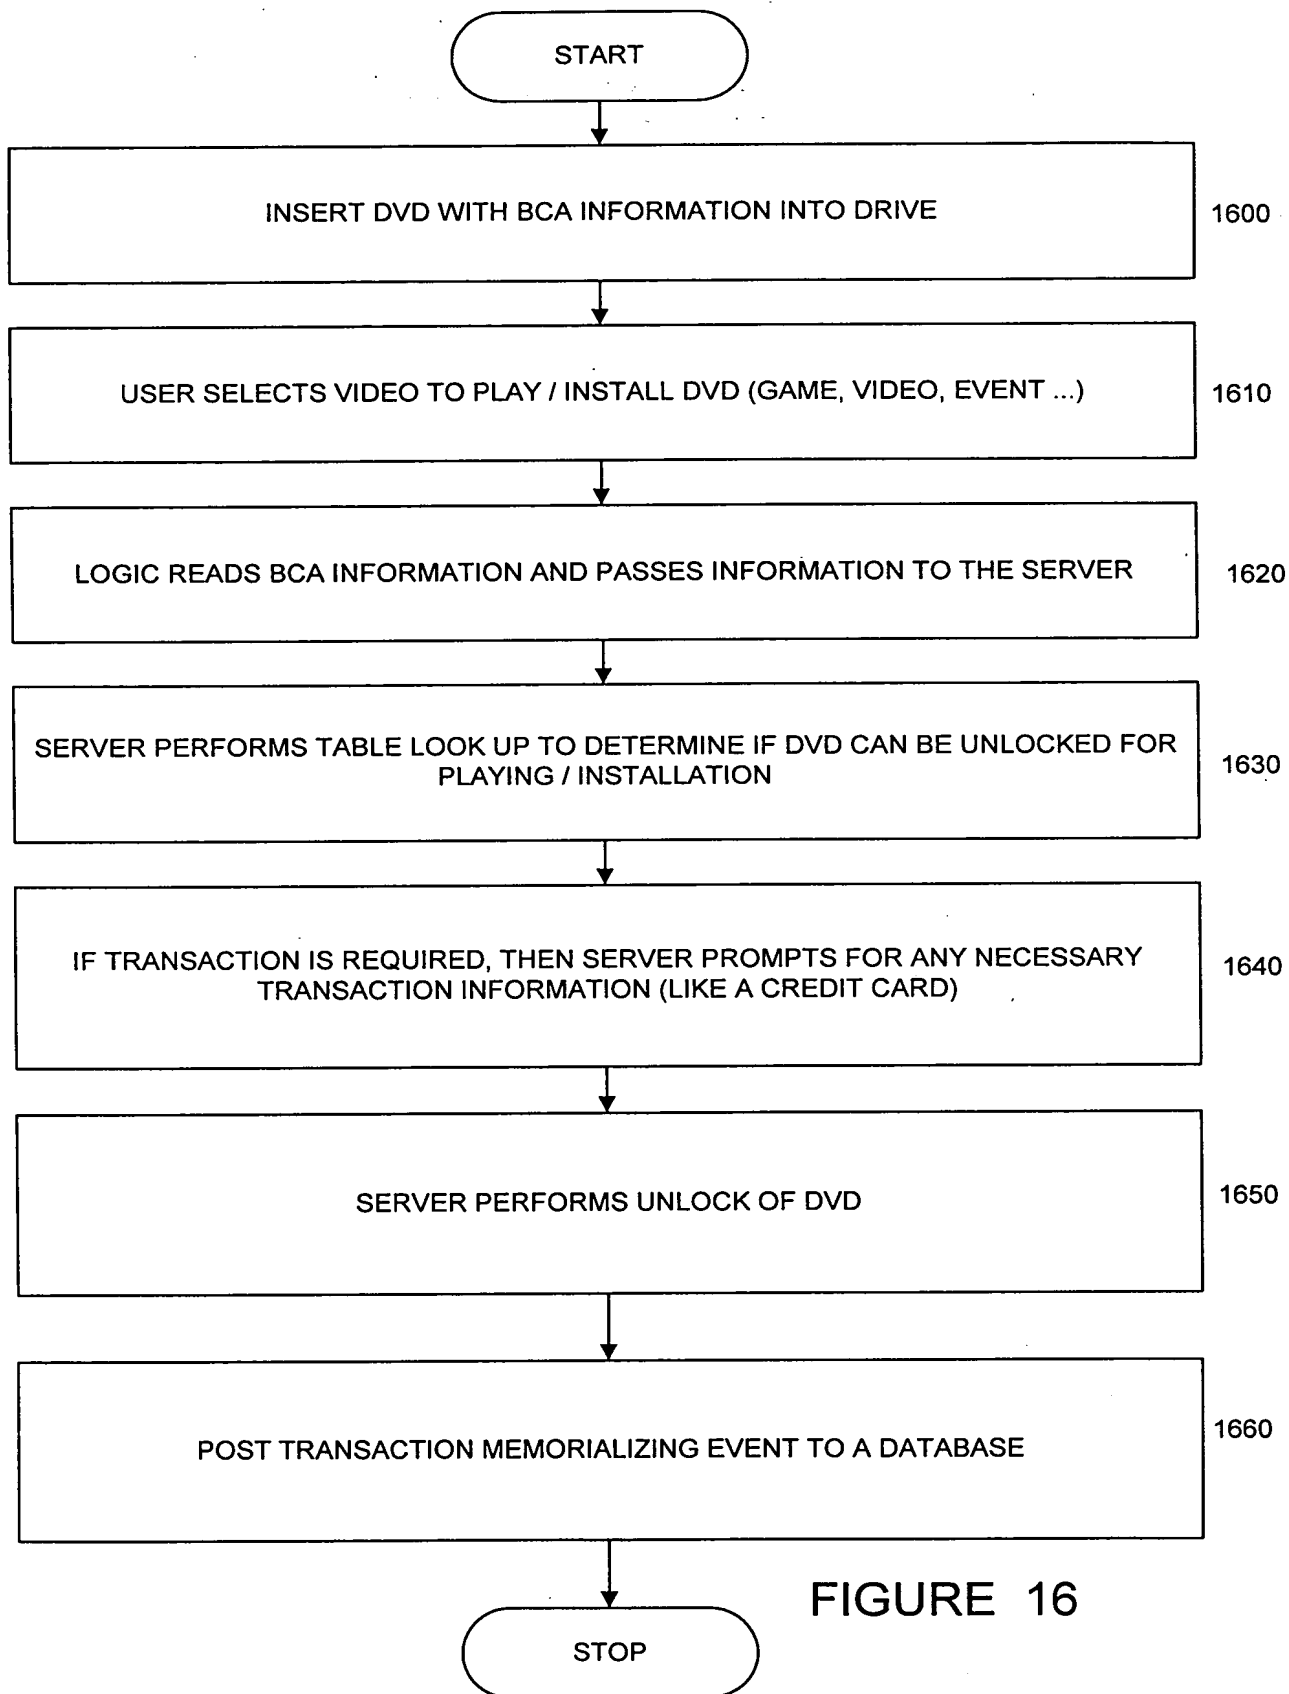 START
INSERT DVD WITH BCA INFORMATION INTO DRIVE
1600
USER SELECTS VIDEO TO PLAY / INSTALL DVD (GAME, VIDEO, EVENT ...)
1610
LOGIC READS BCA INFORMATION AND PASSES INFORMATION TO THE SERVER
1620
SERVER PERFORMS TABLE LOOK UP TO DETERMINE IF DVD CAN BE UNLOCKED FOR
PLAYING / INSTALLATION
1630
IF TRANSACTION IS REQUIRED, THEN SERVER PROMPTS FOR ANY NECESSARY
TRANSACTION INFORMATION (LIKE A CREDIT CARD)
1640
SERVER PERFORMS UNLOCK OF DVD
1650
POST TRANSACTION MEMORIALIZING EVENT TO A DATABASE
1660
FIGURE 16
STOP